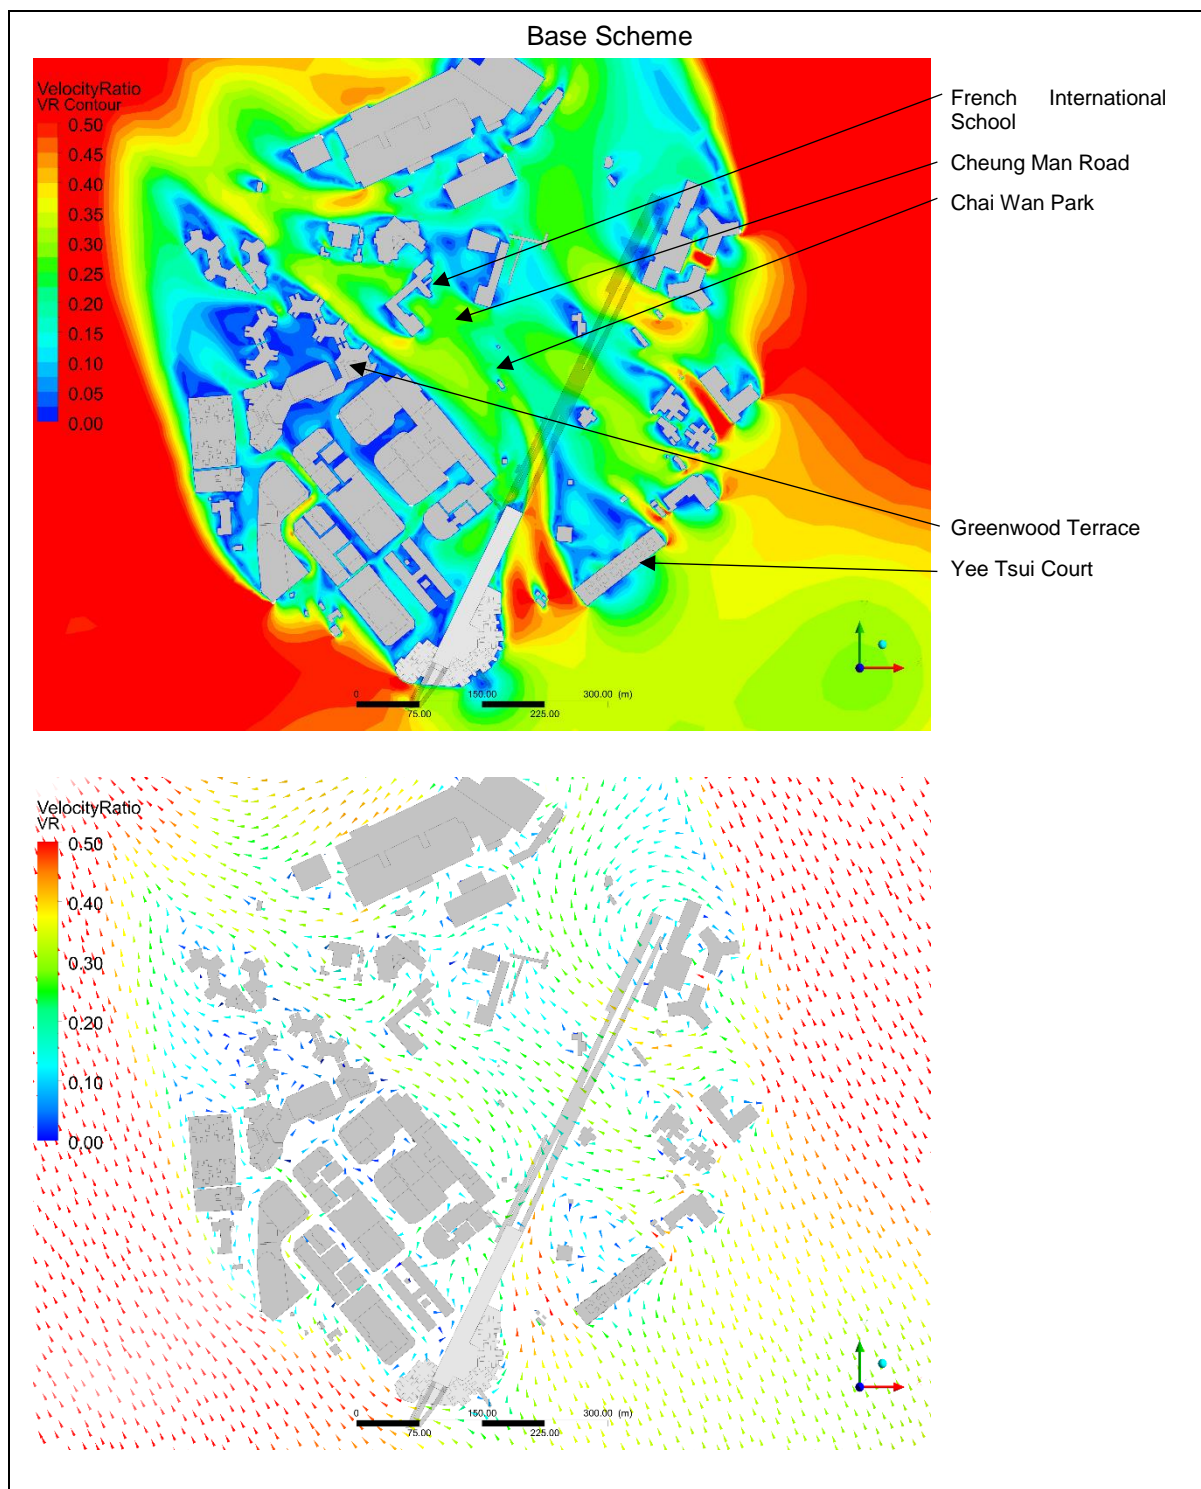 Base Scheme
VelocityRatio
VR Contour
0.50
0.45
0.40
0.35
0.30
0.25
0.20
0.15
0.10
0.05
0.00
French International
School
Cheung Man Road
Chai Wan Park
Greenwood Terrace
Yee Tsui Court
0 150.00 300.00 (m)
75.00 225.00
VelocityRatio
VR
0.50
0.40
0.30
0.20
0.10
0.00
0 150.00 300.00 (m)
75.00 225.00